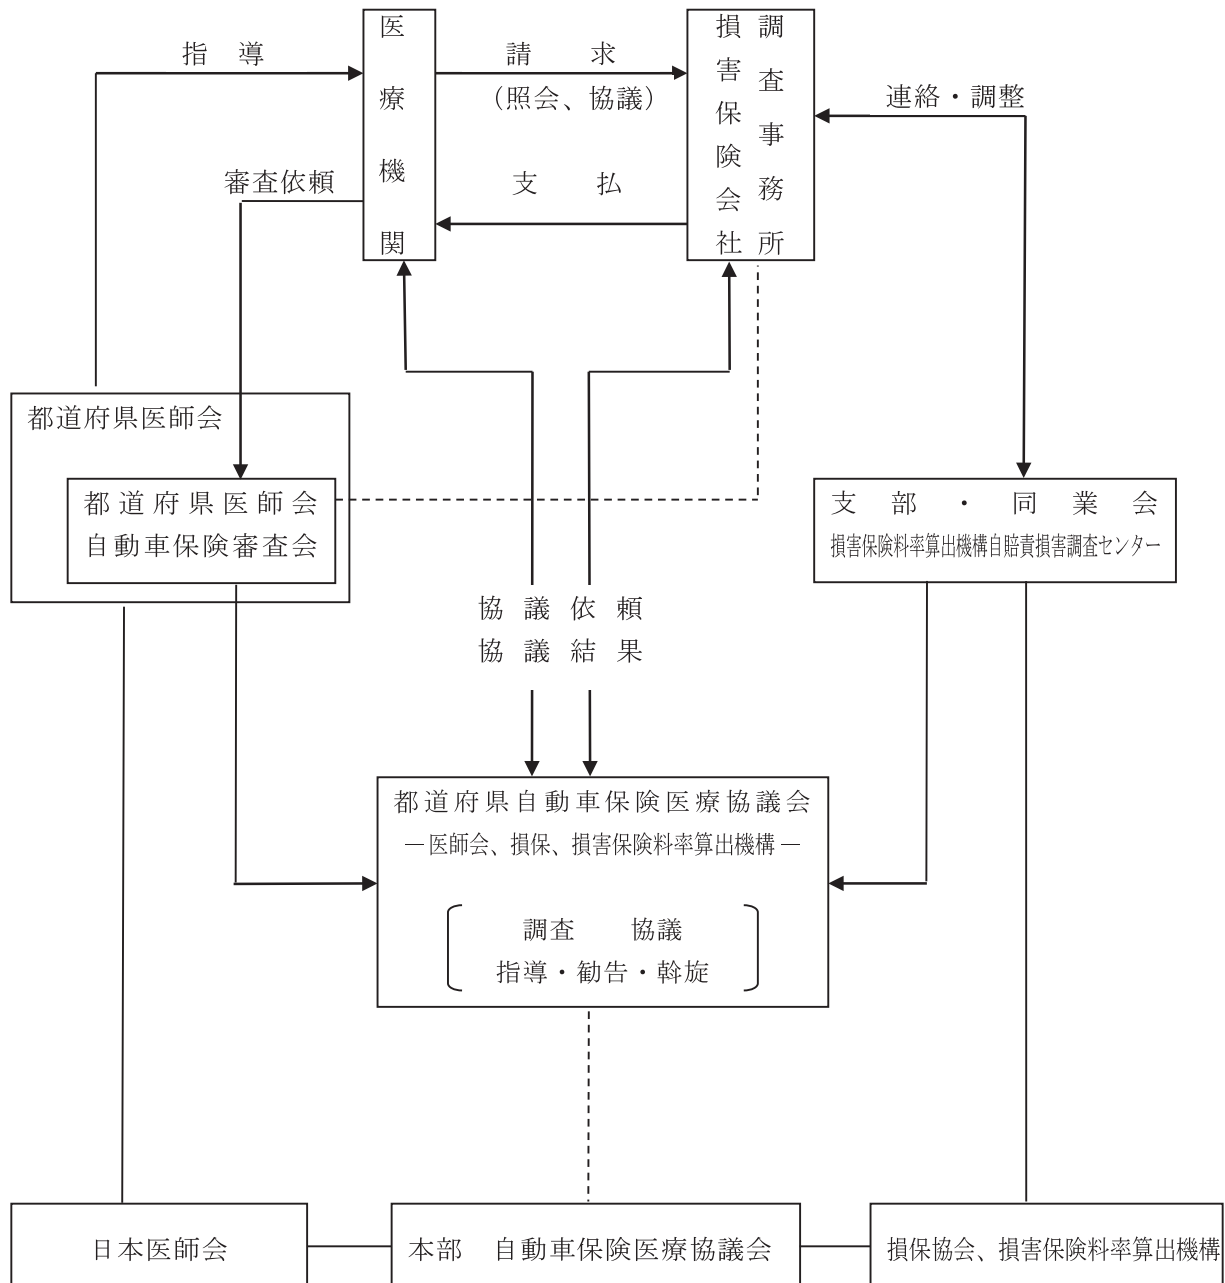 指導
医療機関
請求
(照会、協議)
支払
損害保険会社
調査事務所
連絡・調整
審査依頼
都道府県医師会
都道府県医師会
自動車保険審査会
支部・同業会
損害保険料率算出機構自賠責損害調査センター
協議依頼
協議結果
都道府県自動車保険医療協議会
―医師会、損保、損害保険料率算出機構―
調査 協議
指導・勧告・斡旋
日本医師会
本部 自動車保険医療協議会
損保協会、損害保険料率算出機構